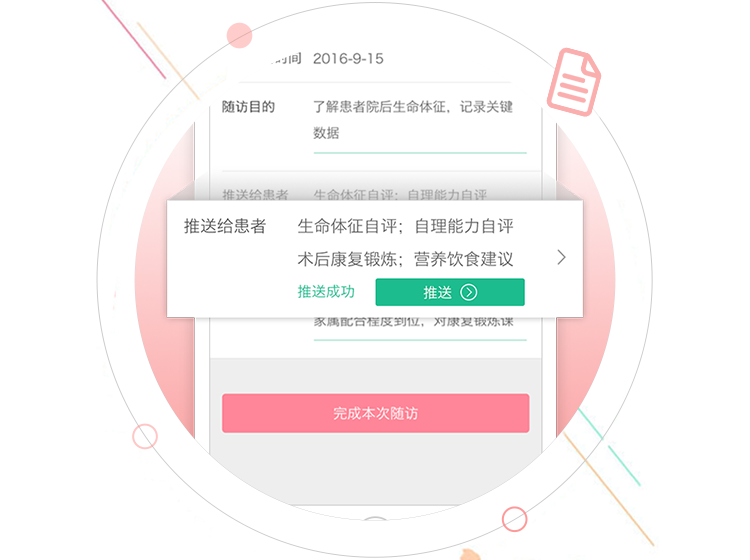 时间 2016-9-15
随访目的 了解患者院后生命体征，记录关键
数据
推送给患者 生命体征自评；自理能力自评
推送给患者 生命体征自评；自理能力自评
术后康复锻炼；营养饮食建议
推送成功 推送
家属配合程度到位，对康复锻炼课
完成本次随访